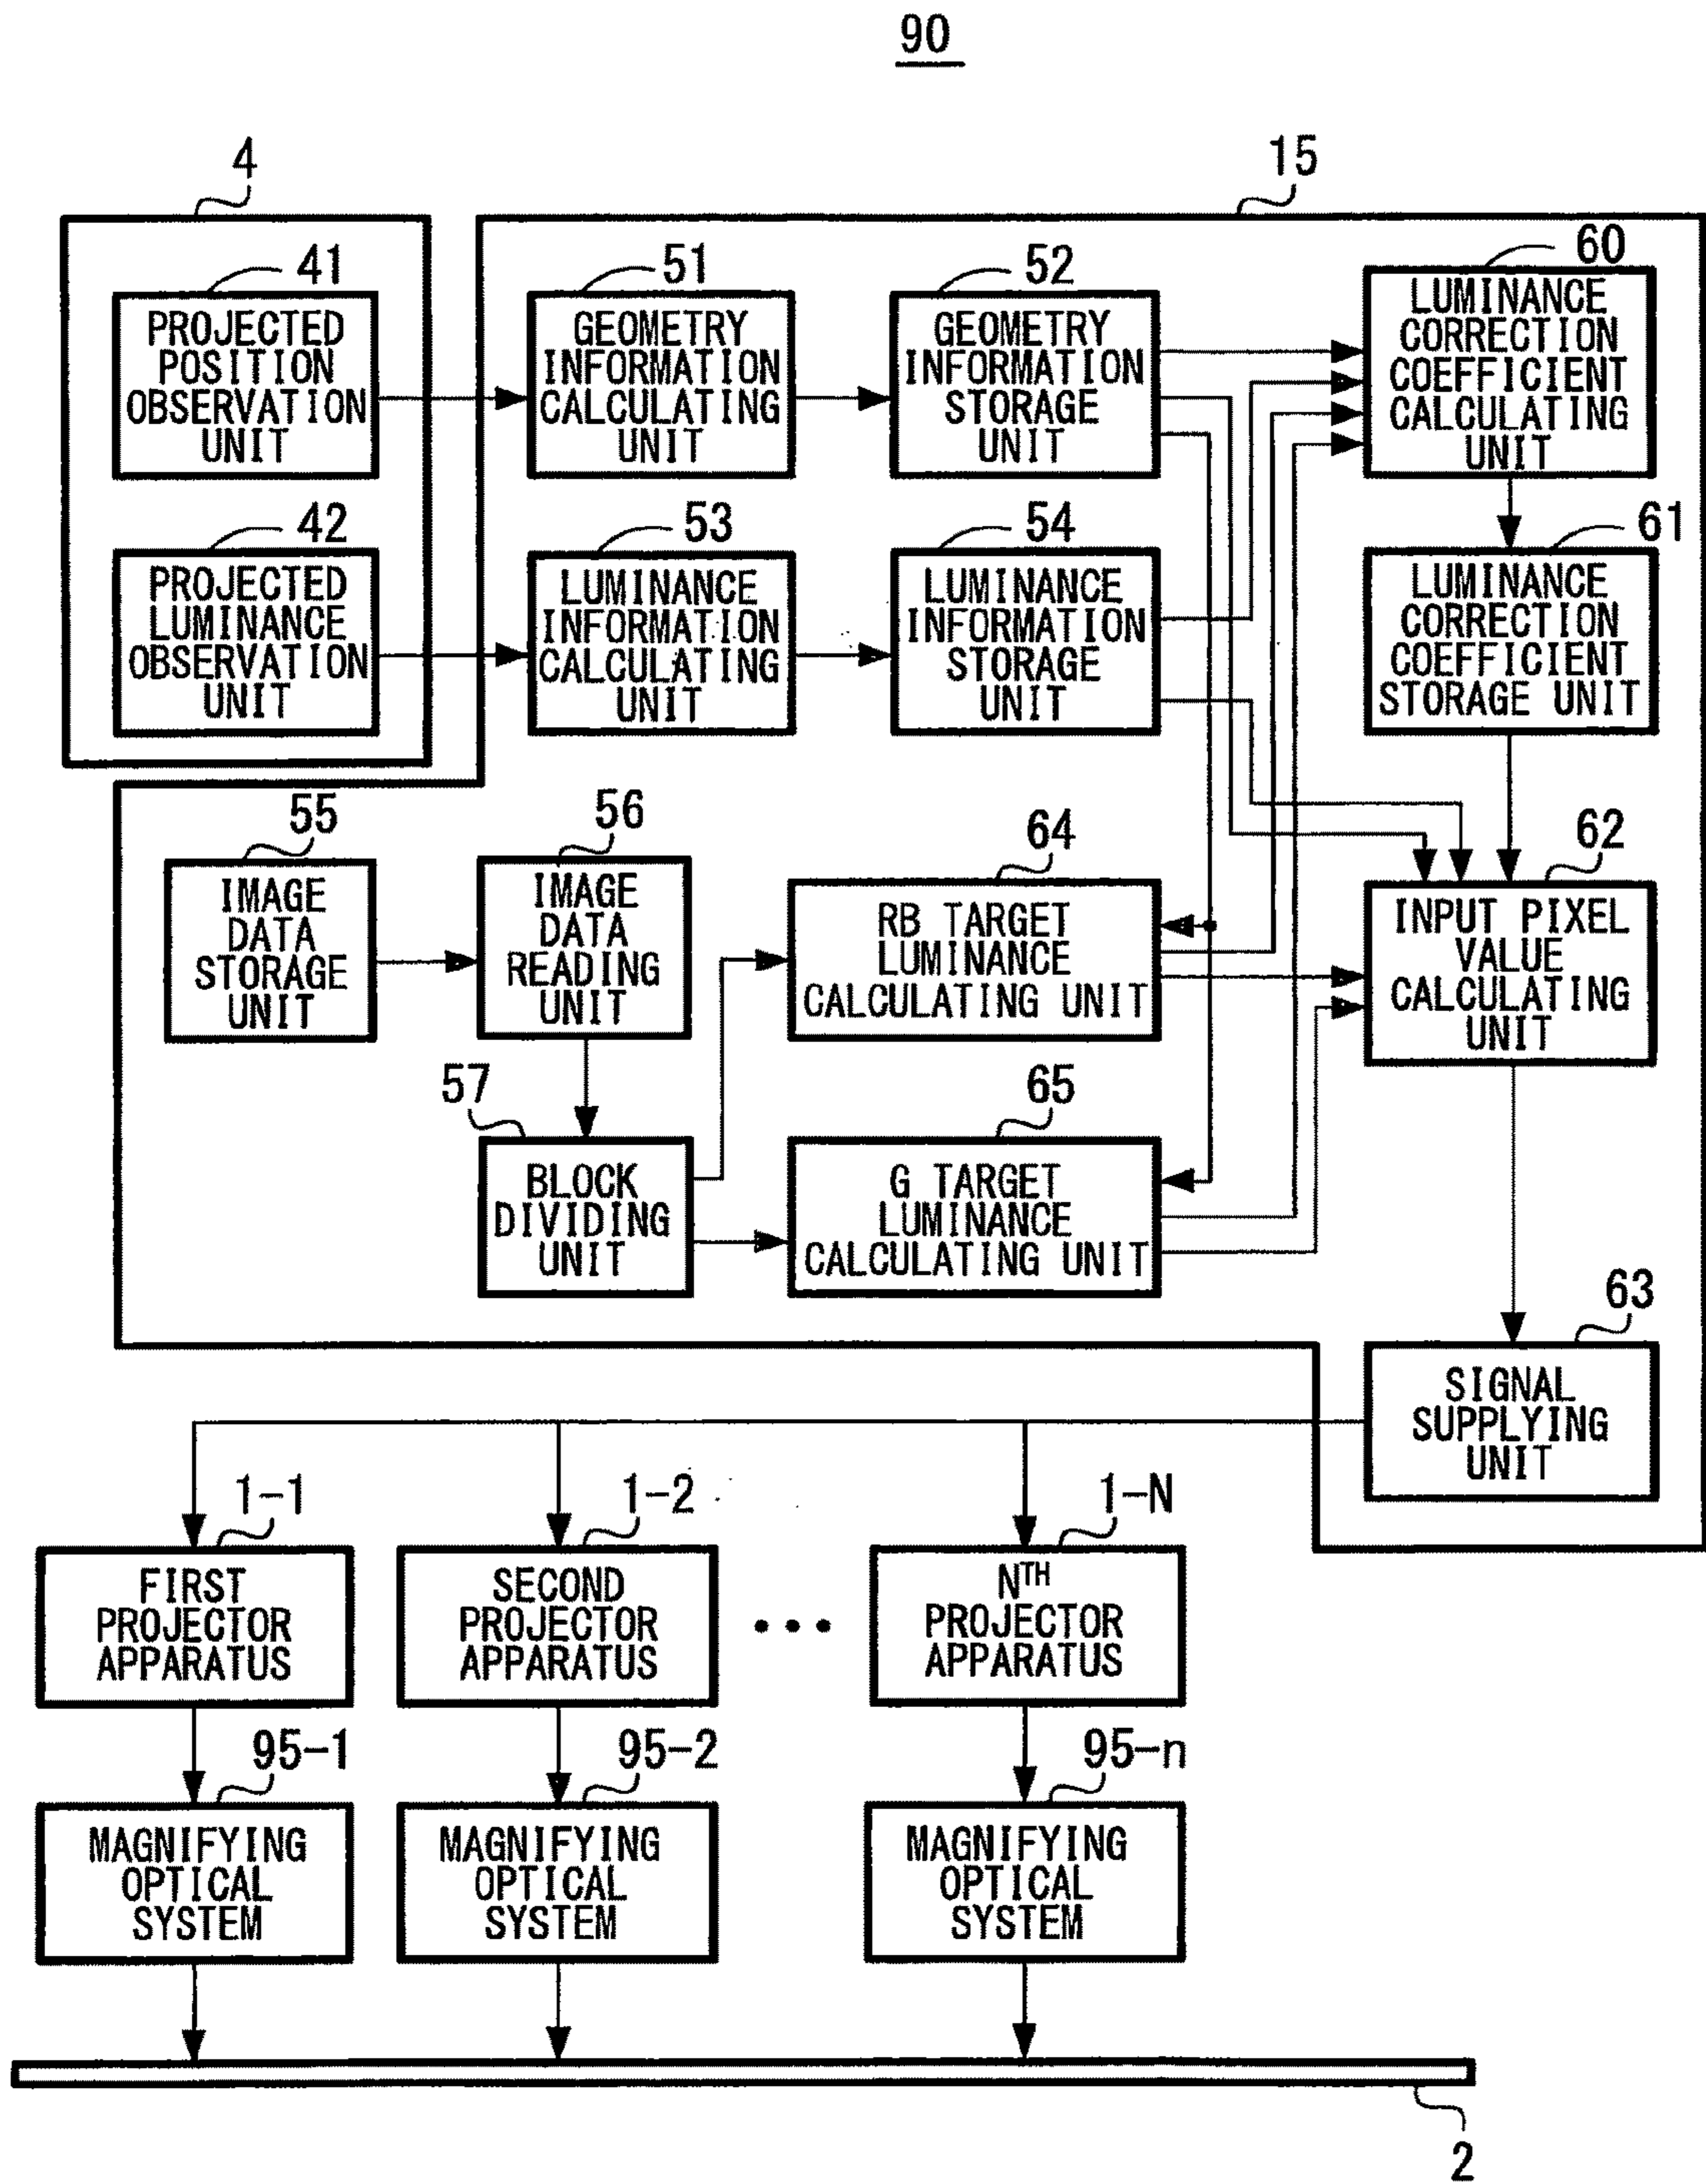 90
4
15
41
PROJECTED
POSITION
OBSERVATION
UNIT
51
GEOMETRY
INFORMATION
CALCULATING
UNIT
52
GEOMETRY
INFORMATION
STORAGE
UNIT
60
LUMINANCE
CORRECTION
COEFFICIENT
CALCULATING
UNIT
42
PROJECTED
LUMINANCE
OBSERVATION
UNIT
53
LUMINANCE
INFORMATION
CALCULATING
UNIT
54
LUMINANCE
INFORMATION
STORAGE
UNIT
61
LUMINANCE
CORRECTION
COEFFICIENT
STORAGE UNIT
55
IMAGE
DATA
STORAGE
UNIT
56
IMAGE
DATA
READING
UNIT
64
RB TARGET
LUMINANCE
CALCULATING UNIT
62
INPUT PIXEL
VALUE
CALCULATING
UNIT
57
BLOCK
DIVIDING
UNIT
65
G TARGET
LUMINANCE
CALCULATING UNIT
63
SIGNAL
SUPPLYING
UNIT
1-1
FIRST
PROJECTOR
APPARATUS
1-2
SECOND
PROJECTOR
APPARATUS
•••
1-N
NTH
PROJECTOR
APPARATUS
95-1
MAGNIFYING
OPTICAL
SYSTEM
95-2
MAGNIFYING
OPTICAL
SYSTEM
95-n
MAGNIFYING
OPTICAL
SYSTEM
2